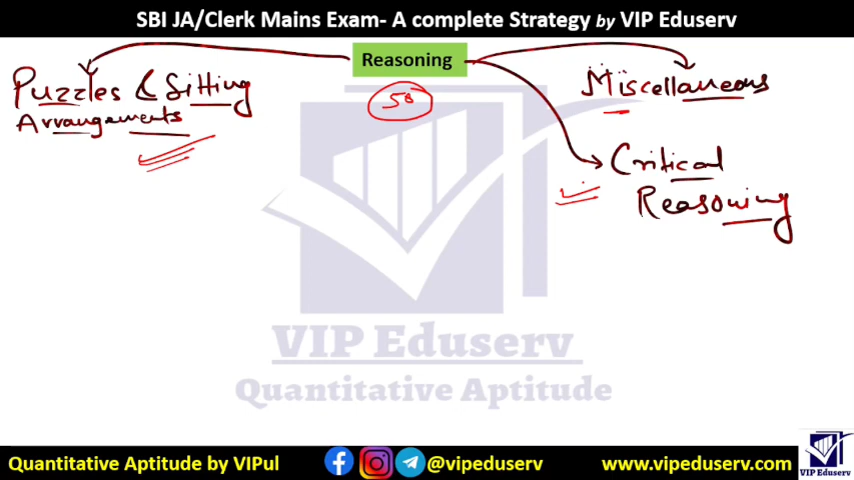 SBI JA/Clerk Mains Exam- A complete Strategy by VIP Eduserv
Reasoning
50
Puzzles & Sitting
Arrangements
Miscellaneous
Critical
Reasoning
VIP Eduserv
Quantitative Aptitude
Quantitative Aptitude by VIPul
@vipeduserv
www.vipeduserv.com
VIP Eduserv